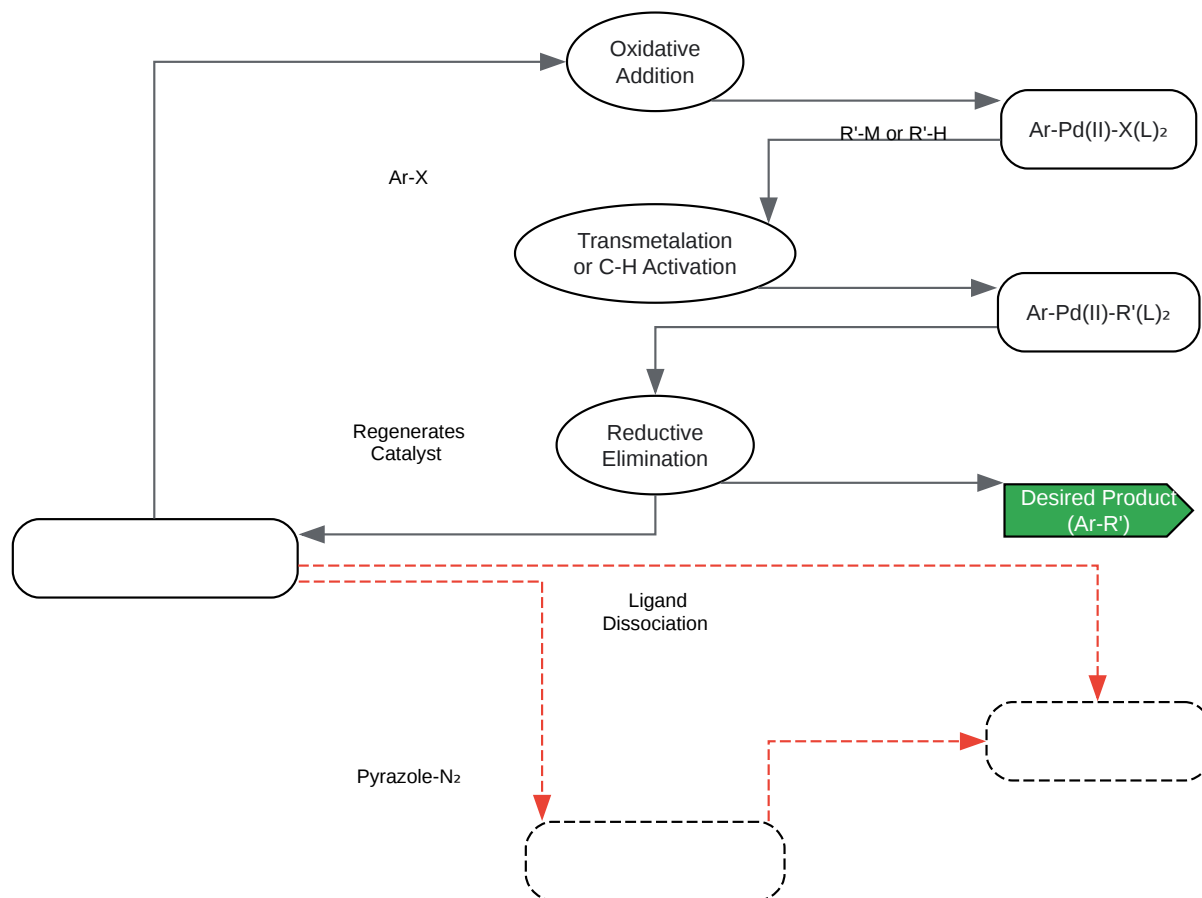 Oxidative
Addition
Ar-Pd(II)-X(L)₂
R'-M or R'-H
Ar-X
Transmetalation
or C-H Activation
Ar-Pd(II)-R'(L)₂
Regenerates
Catalyst
Reductive
Elimination
Desired Product
(Ar-R')
Ligand
Dissociation
Pyrazole-N₂